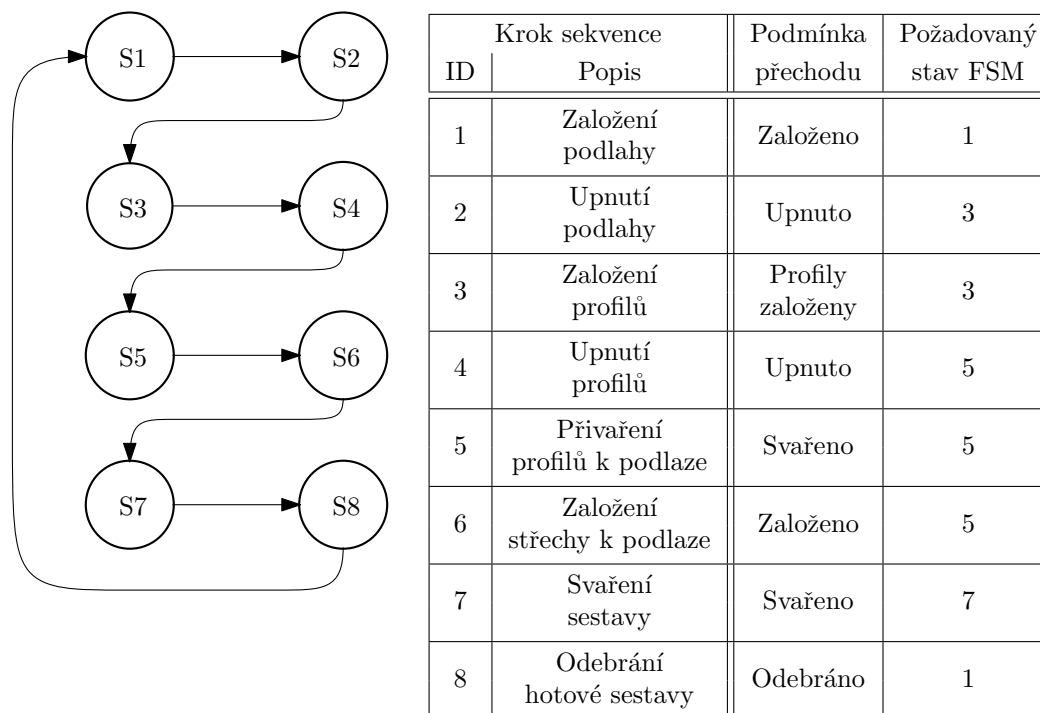 S1
S2
S3
S4
S5
S6
S7
S8
Krok sekvence
Podmínka
Požadovaný
ID
Popis
přechodu
stav FSM
1
Založení
podlahy
Založeno
1
2
Upnutí
podlahy
Upnuto
3
3
Založení
profilů
Profily
založeny
3
4
Upnutí
profilů
Upnuto
5
5
Přivaření
profilů k podlaze
Svařeno
5
6
Založení
střechy k podlaze
Založeno
5
7
Svaření
sestavy
Svařeno
7
8
Odebrání
hotové sestavy
Odebráno
1